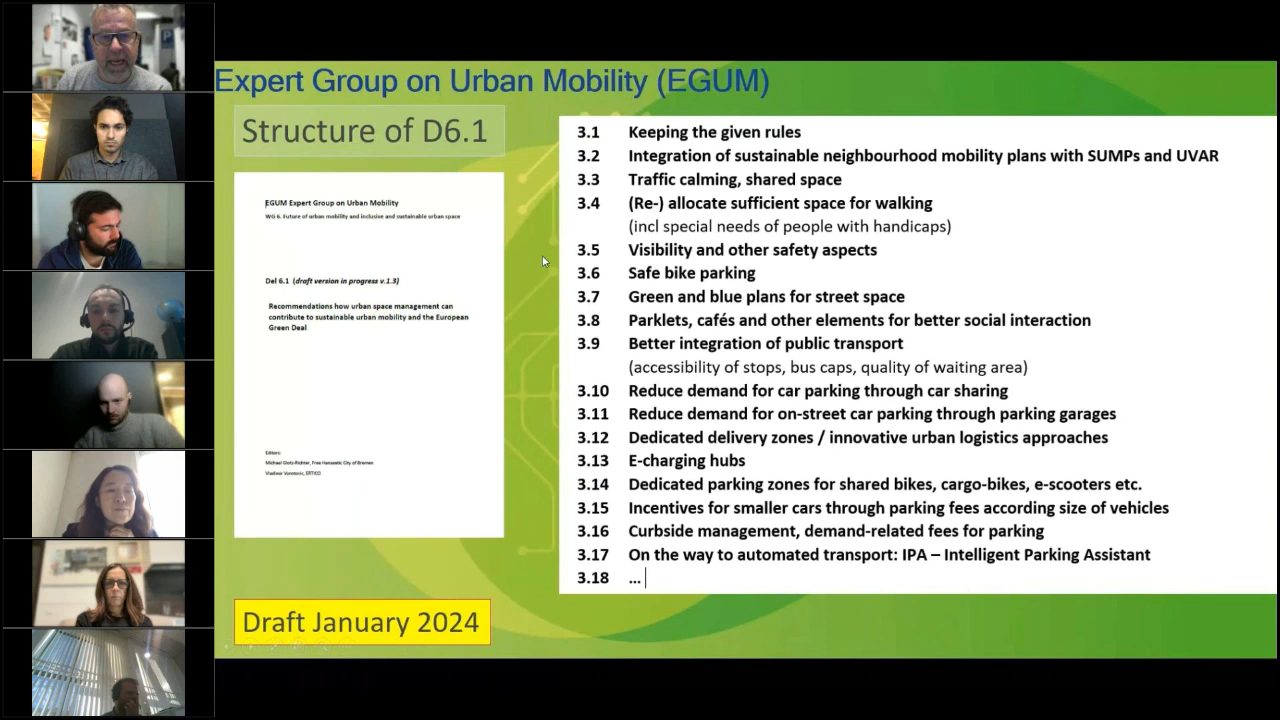 Expert Group on Urban Mobility (EGUM)
Structure of D6.1
EGUM Expert Group on Urban Mobility
WG 6. Future of urban mobility and inclusive and sustainable urban space
Del 6.1 (draft version in progress v.1.3)
Recommendations how urban space management can
contribute to sustainable urban mobility and the European
Green Deal
Editors:
Michael Glotz-Richter, Free Hanseatic City of Bremen
Vladimir Vorotovic, ERTICO
Draft January 2024
3.1 Keeping the given rules
3.2 Integration of sustainable neighbourhood mobility plans with SUMPs and UVAR
3.3 Traffic calming, shared space
3.4 (Re-) allocate sufficient space for walking
(incl special needs of people with handicaps)
3.5 Visibility and other safety aspects
3.6 Safe bike parking
3.7 Green and blue plans for street space
3.8 Parklets, cafés and other elements for better social interaction
3.9 Better integration of public transport
(accessibility of stops, bus caps, quality of waiting area)
3.10 Reduce demand for car parking through car sharing
3.11 Reduce demand for on-street car parking through parking garages
3.12 Dedicated delivery zones / innovative urban logistics approaches
3.13 E-charging hubs
3.14 Dedicated parking zones for shared bikes, cargo-bikes, e-scooters etc.
3.15 Incentives for smaller cars through parking fees according size of vehicles
3.16 Curbside management, demand-related fees for parking
3.17 On the way to automated transport: IPA – Intelligent Parking Assistant
3.18 ...